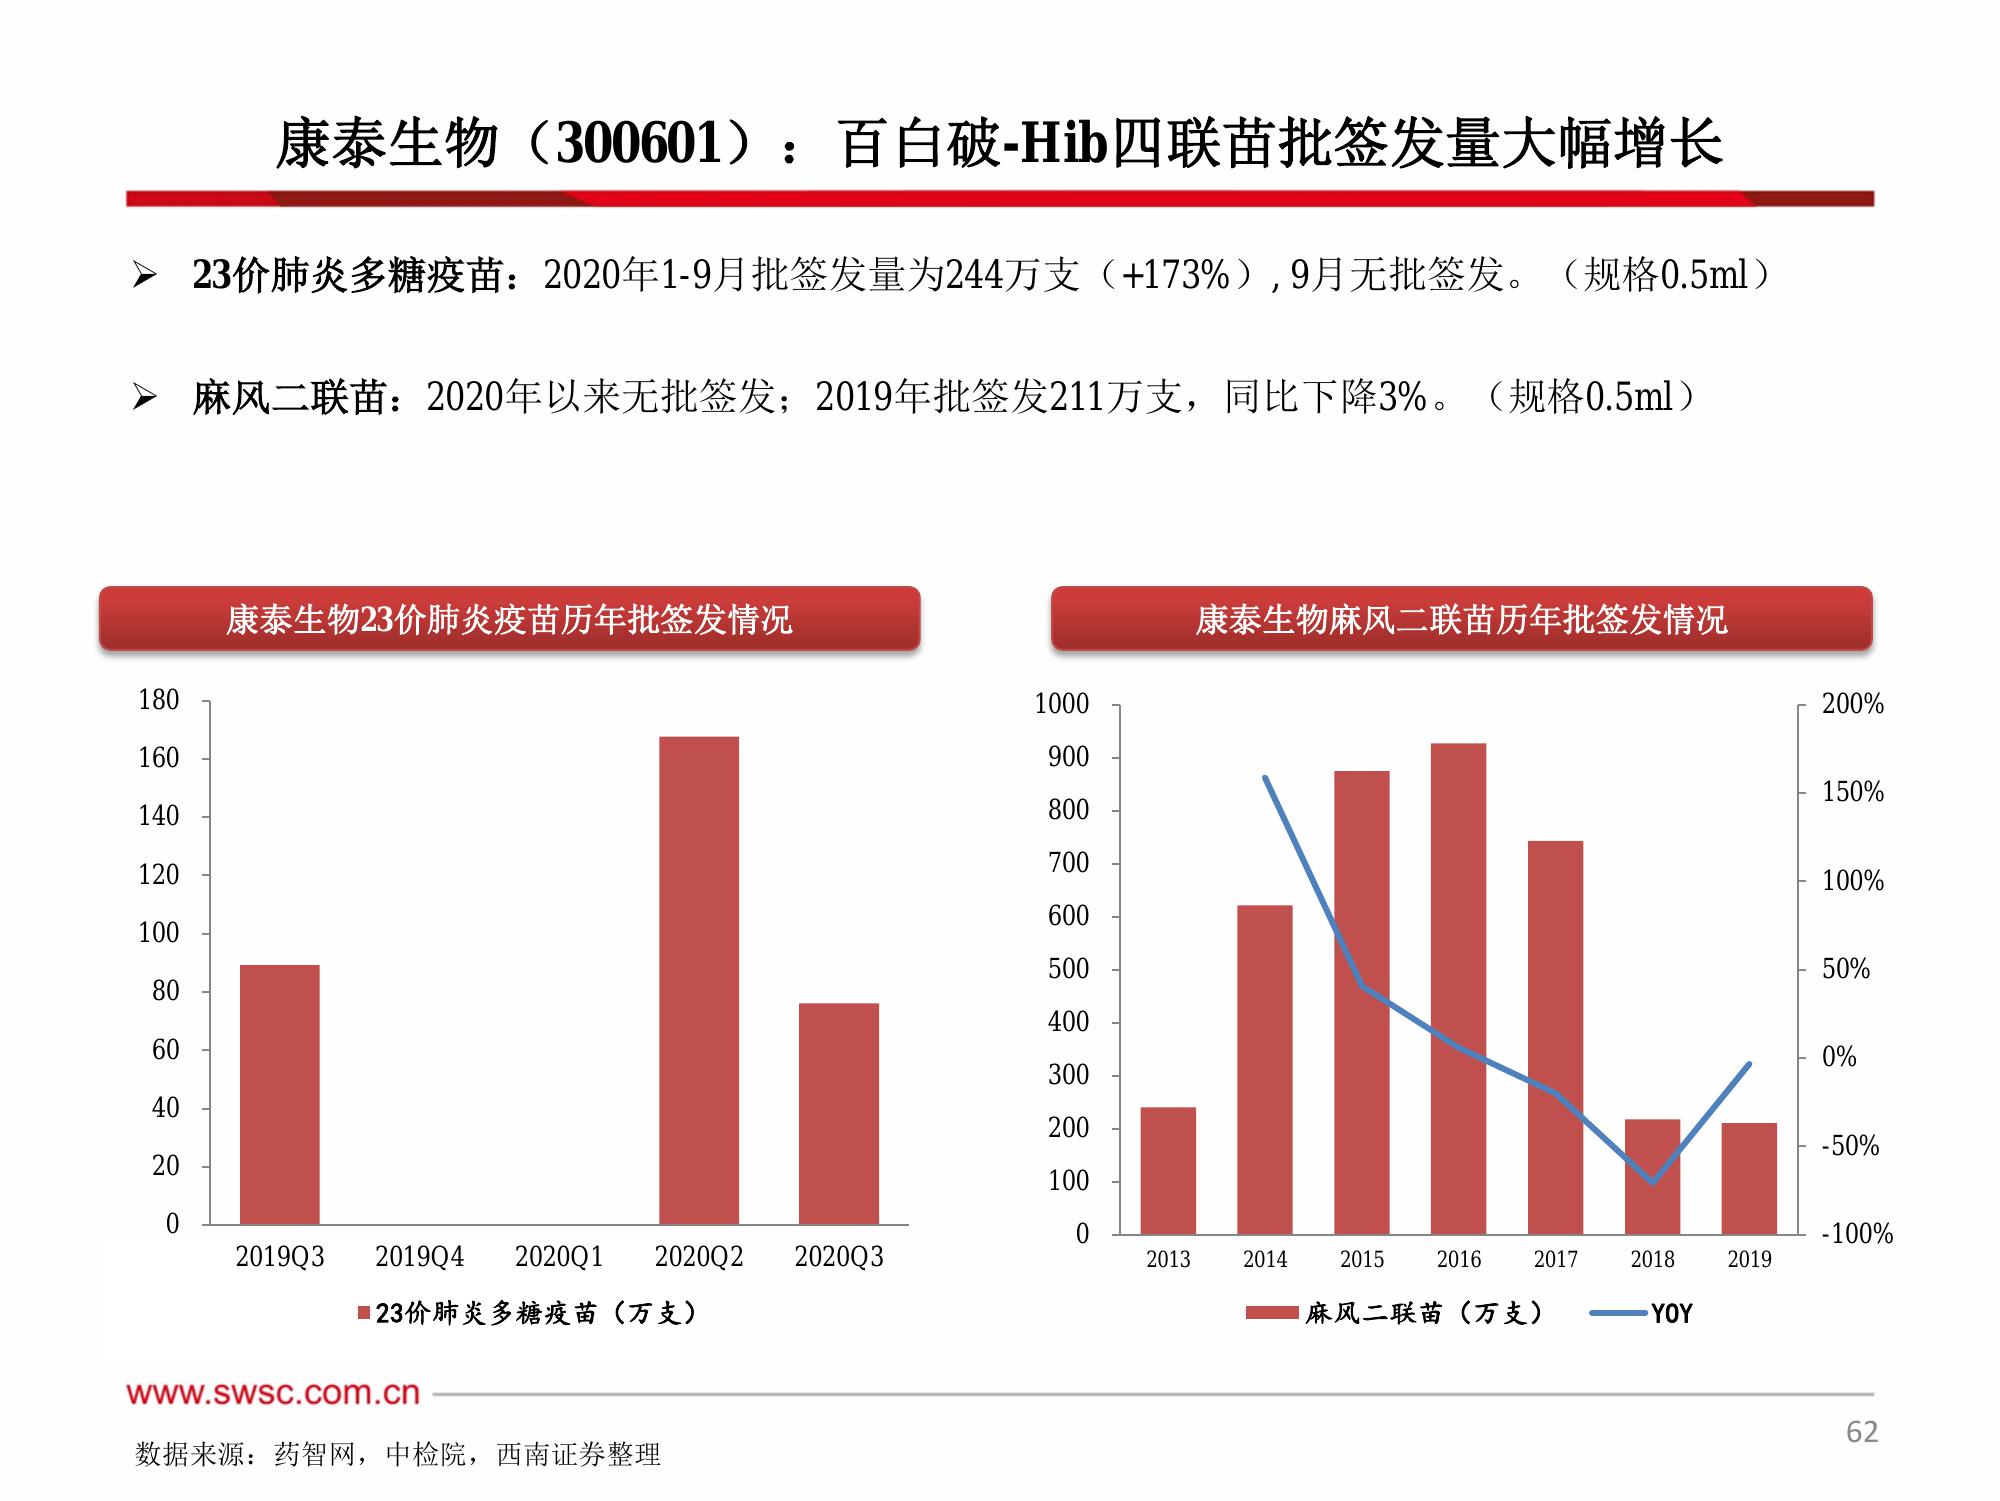 康泰生物（300601）：百白破-Hib四联苗批签发量大幅增长
➢ 23价肺炎多糖疫苗：2020年1-9月批签发量为244万支（+173%）, 9月无批签发。（规格0.5ml）
➢ 麻风二联苗：2020年以来无批签发；2019年批签发211万支，同比下降3%。（规格0.5ml）
康泰生物23价肺炎疫苗历年批签发情况
180
160
140
120
100
80
60
40
20
0
2019Q3 2019Q4 2020Q1 2020Q2 2020Q3
23价肺炎多糖疫苗（万支）
康泰生物麻风二联苗历年批签发情况
1000
900
800
700
600
500
400
300
200
100
0
200%
150%
100%
50%
0%
-50%
-100%
2013 2014 2015 2016 2017 2018 2019
麻风二联苗（万支） YOY
www.swsc.com.cn
62
数据来源：药智网，中检院，西南证券整理